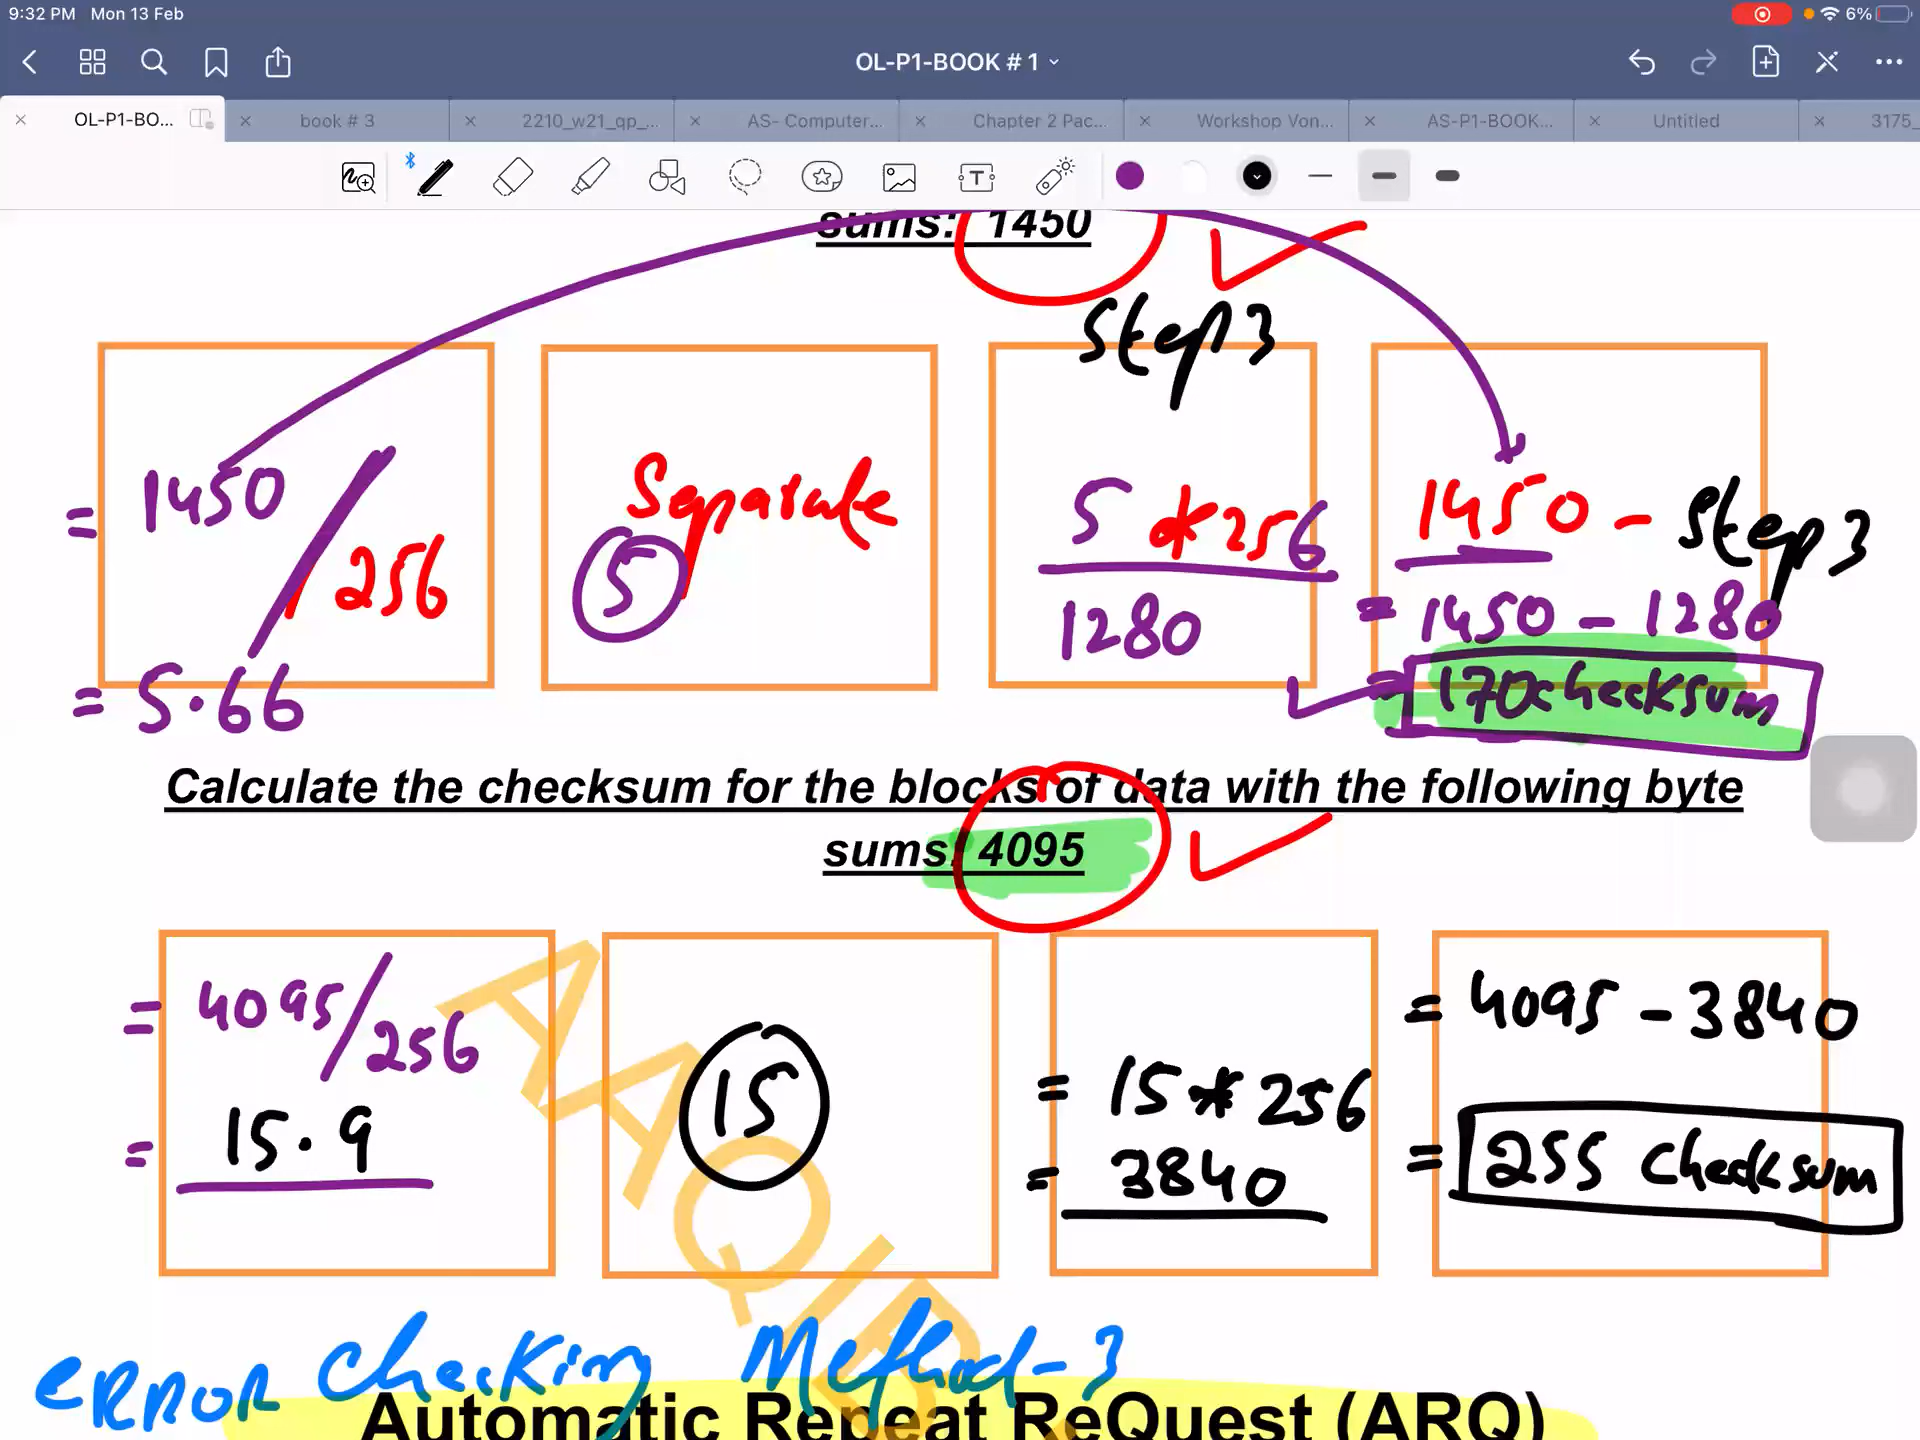 9:32 PM Mon 13 Feb
6%
OL-P1-BOOK # 1
OL-P1-BO...
book # 3
2210_w21_qp_...
AS- Computer...
Chapter 2 Pac...
Workshop Von...
AS-P1-BOOK...
Untitled
3175_
sums: 1450
Step 3
= 1450 / 256
= 5.66
Separate
5
5 * 256
1280
1450 - Step 3
= 1450 - 1280
= 170 checksum
Calculate the checksum for the blocks of data with the following byte
sums: 4095
= 4095/256
= 15.9
15
= 15 * 256
= 3840
= 4095 - 3840
= 255 checksum
AAQIB
ERROR checking Method-3
Automatic Repeat ReQuest (ARQ)